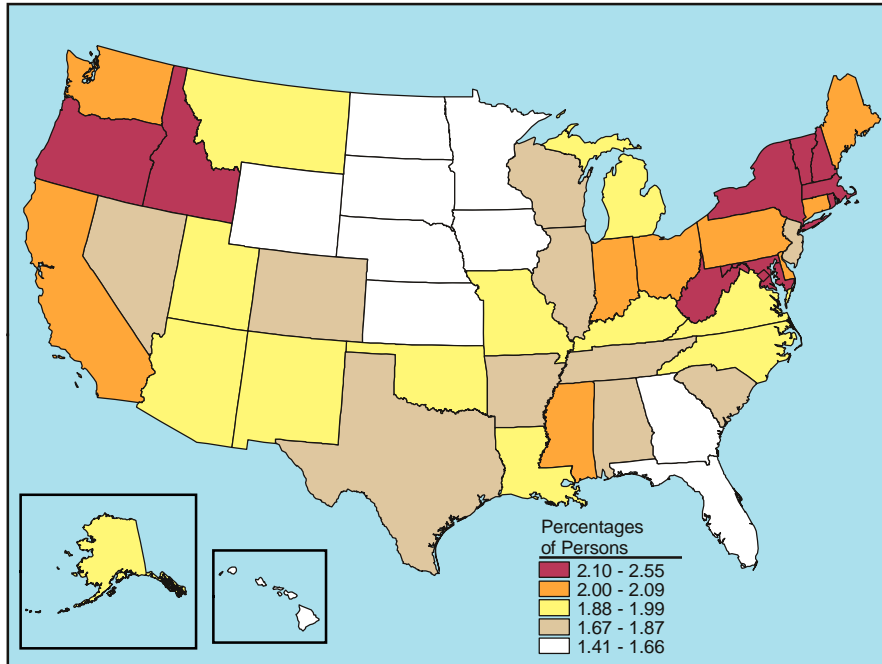 Percentages
of Persons
2.10 - 2.55
2.00 - 2.09
1.88 - 1.99
1.67 - 1.87
1.41 - 1.66